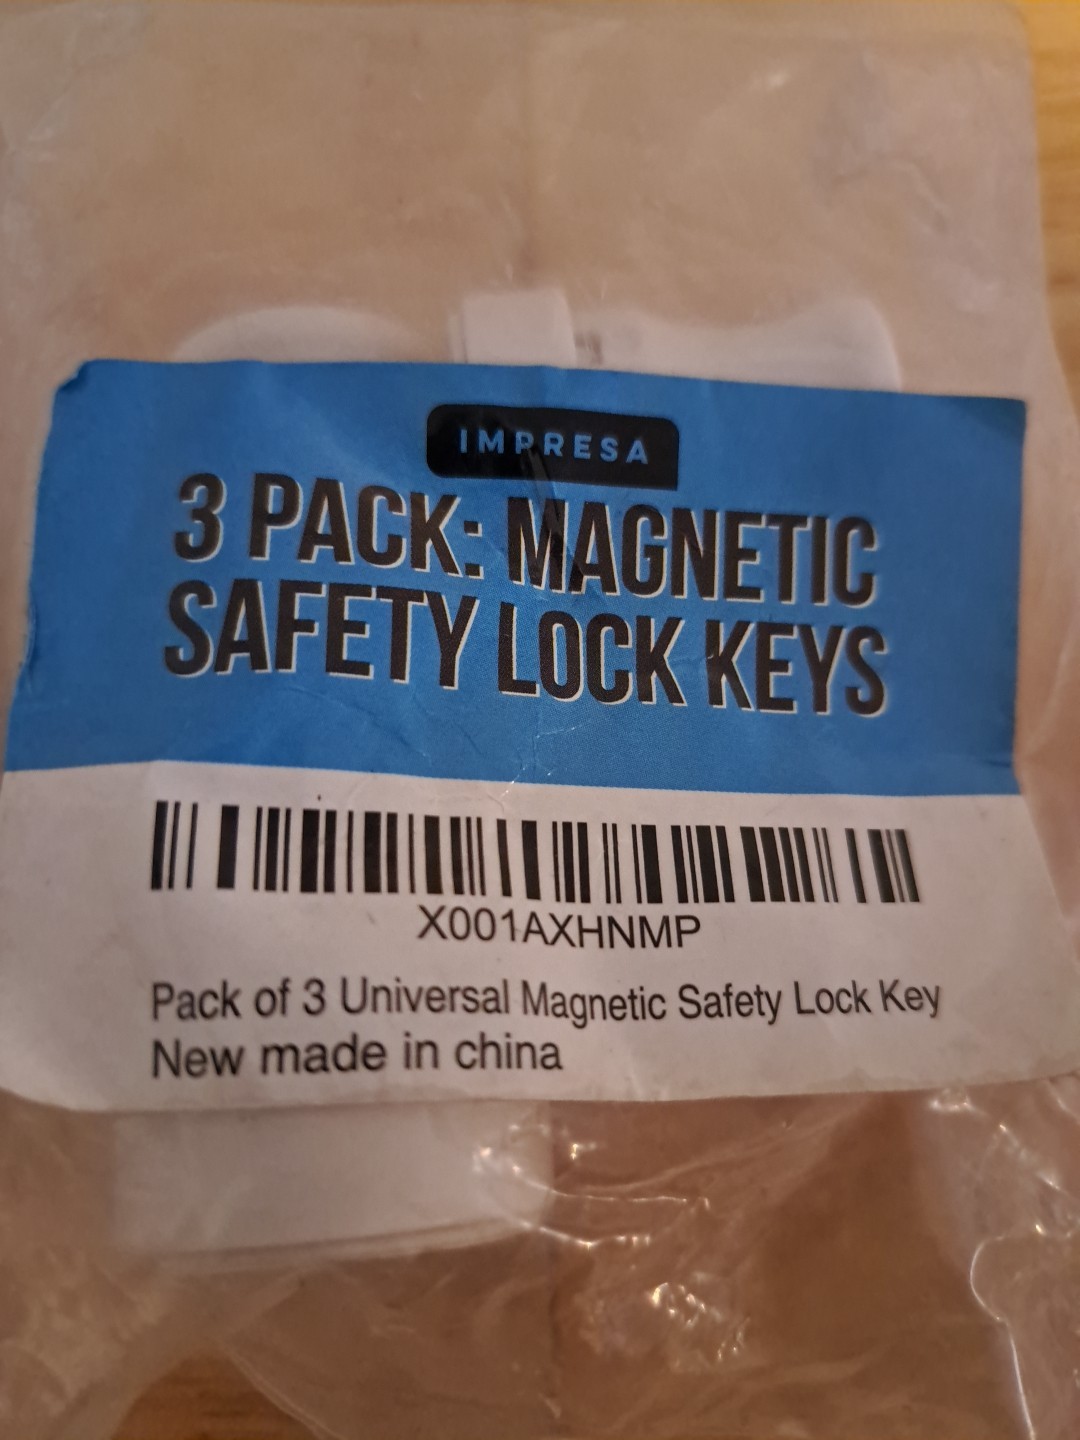 IMPRESA
3 PACK: MAGNETIC
SAFETY LOCK KEYS
X001AXHNMP
Pack of 3 Universal Magnetic Safety Lock Key
New made in china